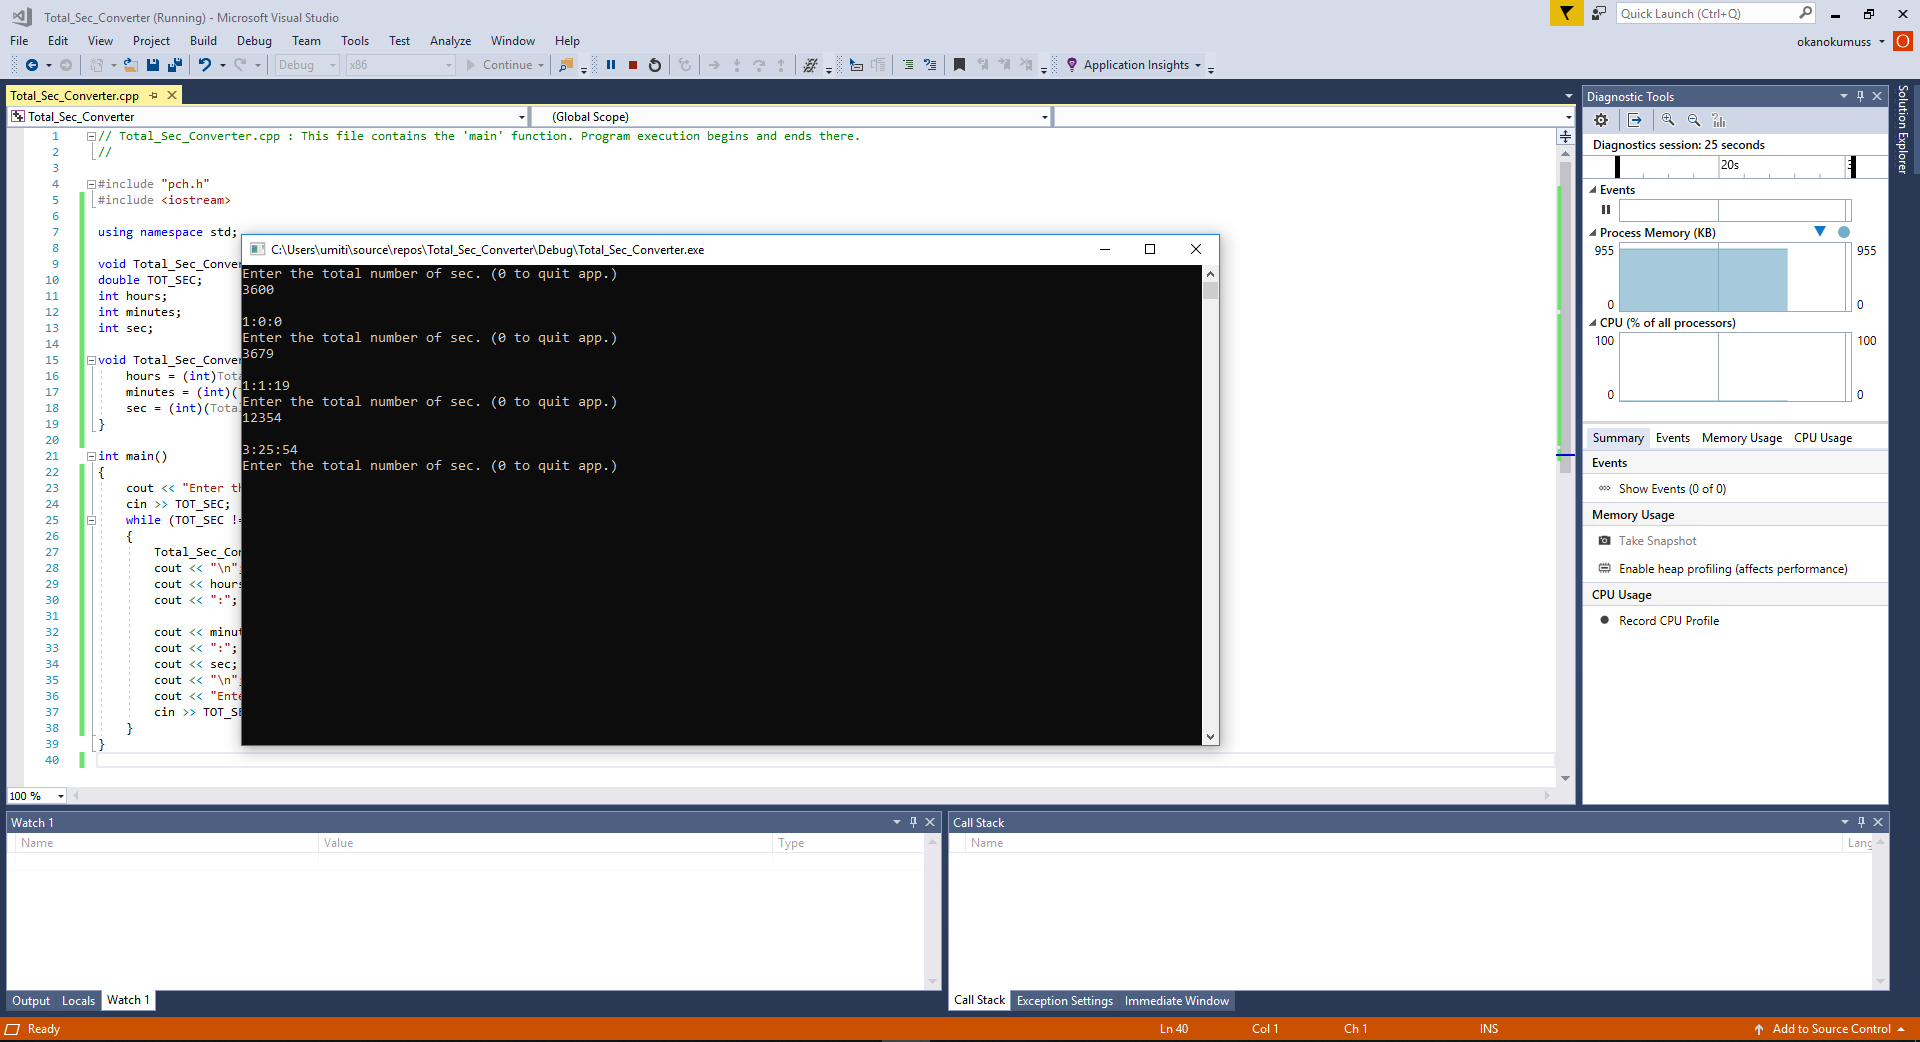 Total_Sec_Converter (Running) - Microsoft Visual Studio
Quick Launch (Ctrl+Q)
File Edit View Project Build Debug Team Tools Test Analyze Window Help
okanokumuss
O
Debug x86 Continue Application Insights
Total_Sec_Converter.cpp
Total_Sec_Converter (Global Scope)
1 // Total_Sec_Converter.cpp : This file contains the 'main' function. Program execution begins and ends there.
2 //
3
4 #include "pch.h"
5 #include <iostream>
6
7 using namespace std;
8
9 void Total_Sec_Conver
10 double TOT_SEC;
11 int hours;
12 int minutes;
13 int sec;
14
15 void Total_Sec_Conver
16 hours = (int)Tota
17 minutes = (int)(
18 sec = (int)(Total
19 }
20
21 int main()
22 {
23 cout << "Enter th
24 cin >> TOT_SEC;
25 while (TOT_SEC !=
26 {
27 Total_Sec_Con
28 cout << "\n";
29 cout << hours
30 cout << ":";
31
32 cout << minut
33 cout << ":";
34 cout << sec;
35 cout << "\n";
36 cout << "Ente
37 cin >> TOT_SE
38 }
39 }
40
100 %
C:\Users\umiti\source\repos\Total_Sec_Converter\Debug\Total_Sec_Converter.exe
Enter the total number of sec. (0 to quit app.)
3600
1:0:0
Enter the total number of sec. (0 to quit app.)
3679
1:1:19
Enter the total number of sec. (0 to quit app.)
12354
3:25:54
Enter the total number of sec. (0 to quit app.)
Diagnostic Tools
Diagnostics session: 25 seconds
20s
Events
Process Memory (KB)
955 955
0 0
CPU (% of all processors)
100 100
0 0
Summary Events Memory Usage CPU Usage
Events
Show Events (0 of 0)
Memory Usage
Take Snapshot
Enable heap profiling (affects performance)
CPU Usage
Record CPU Profile
Solution Explorer
Watch 1
Name Value Type
Output Locals Watch 1
Call Stack
Name Lang
Call Stack Exception Settings Immediate Window
Ready Ln 40 Col 1 Ch 1 INS Add to Source Control